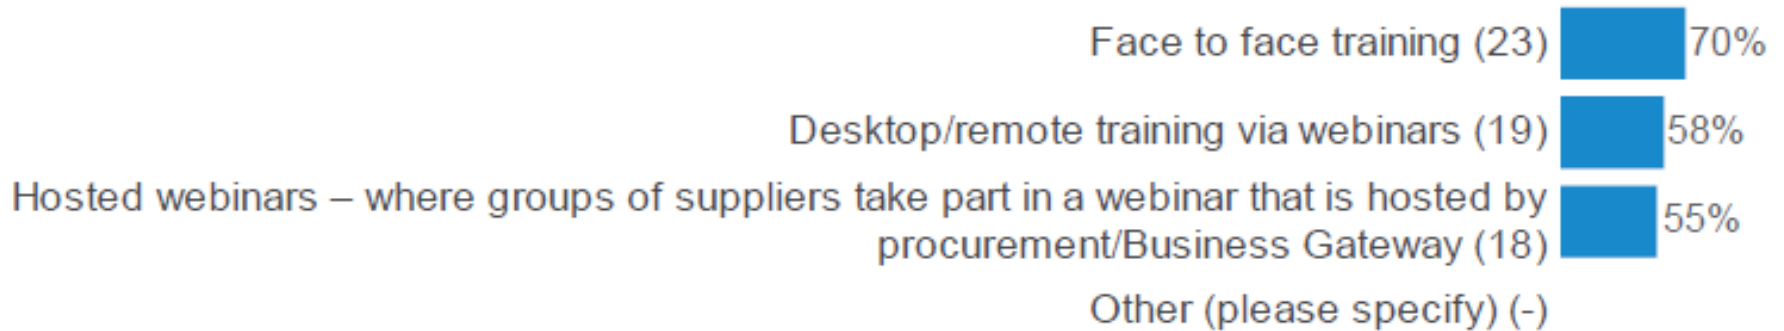 Face to face training (23) 70%
Desktop/remote training via webinars (19) 58%
Hosted webinars – where groups of suppliers take part in a webinar that is hosted by
procurement/Business Gateway (18) 55%
Other (please specify) (-)